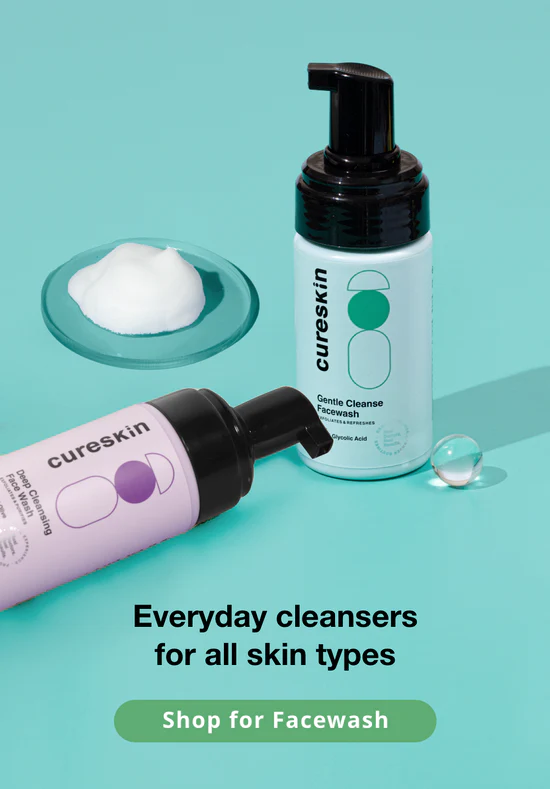 cureskin
Gentle Cleanse
Facewash
EXFOLIATES & REFRESHES
Glycolic Acid
cureskin
Deep Cleansing
Face Wash
Everyday cleansers
for all skin types
Shop for Facewash